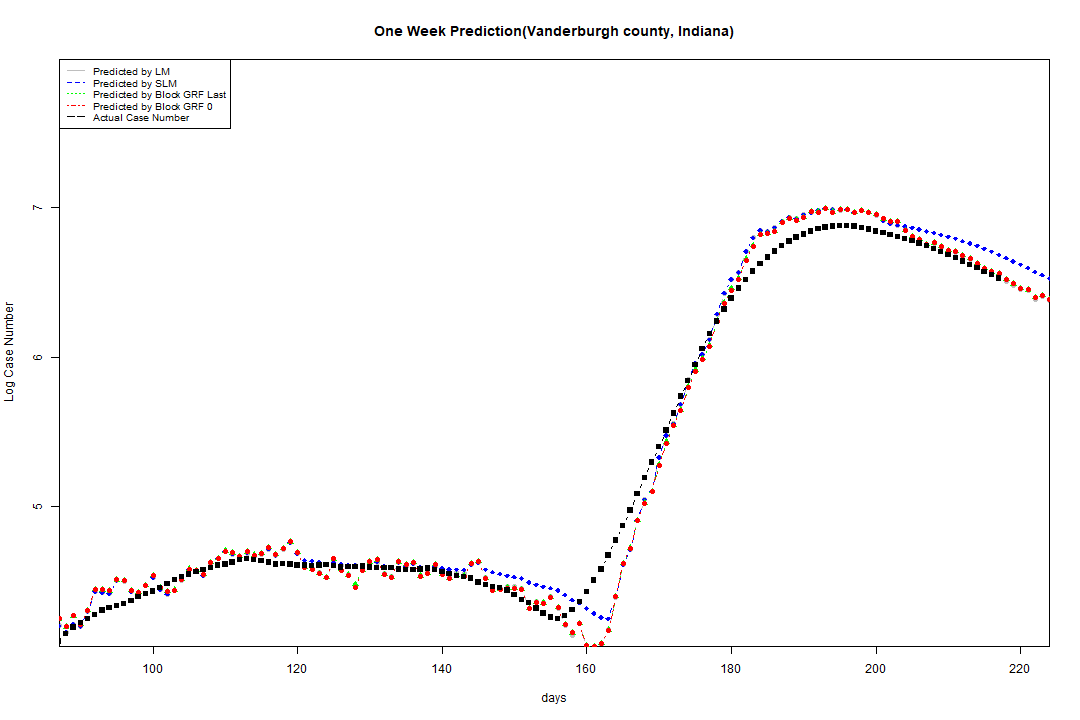 One Week Prediction(Vanderburgh county, Indiana)
Predicted by LM
Predicted by SLM
Predicted by Block GRF Last
Predicted by Block GRF 0
Actual Case Number
7
6
5
Log Case Number
100 120 140 160 180 200 220
days